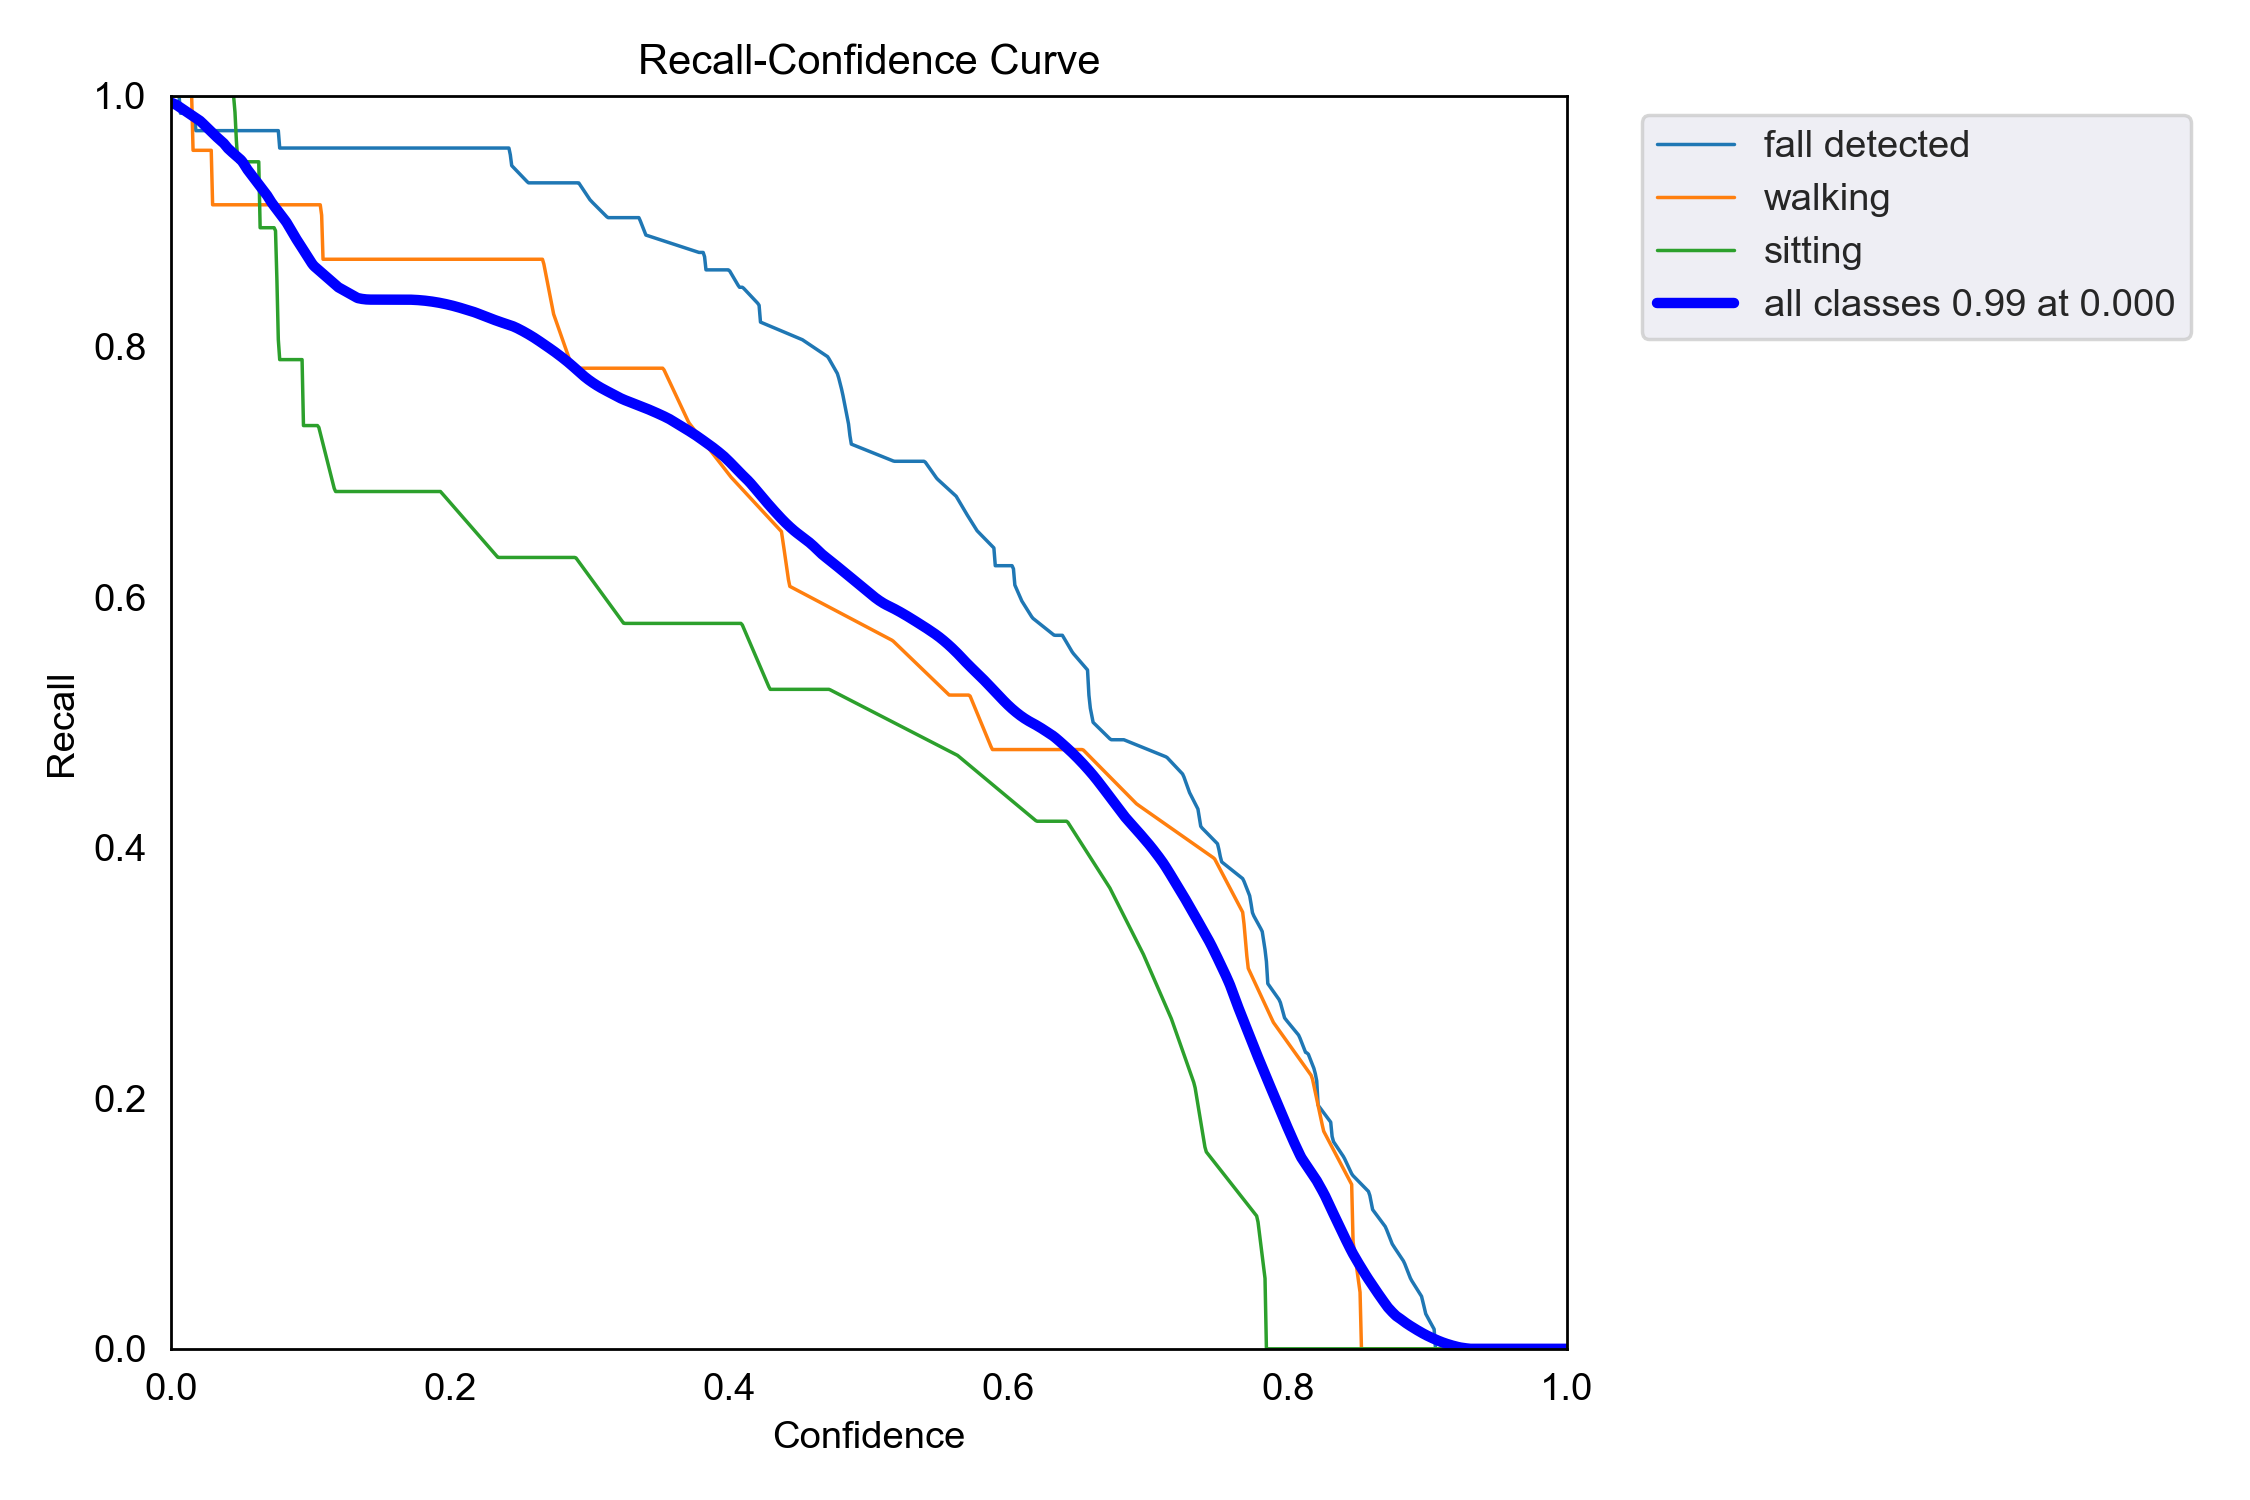 Recall-Confidence Curve
1.0
0.8
0.6
0.4
0.2
0.0
Recall
0.0 0.2 0.4 0.6 0.8 1.0
Confidence
fall detected
walking
sitting
all classes 0.99 at 0.000